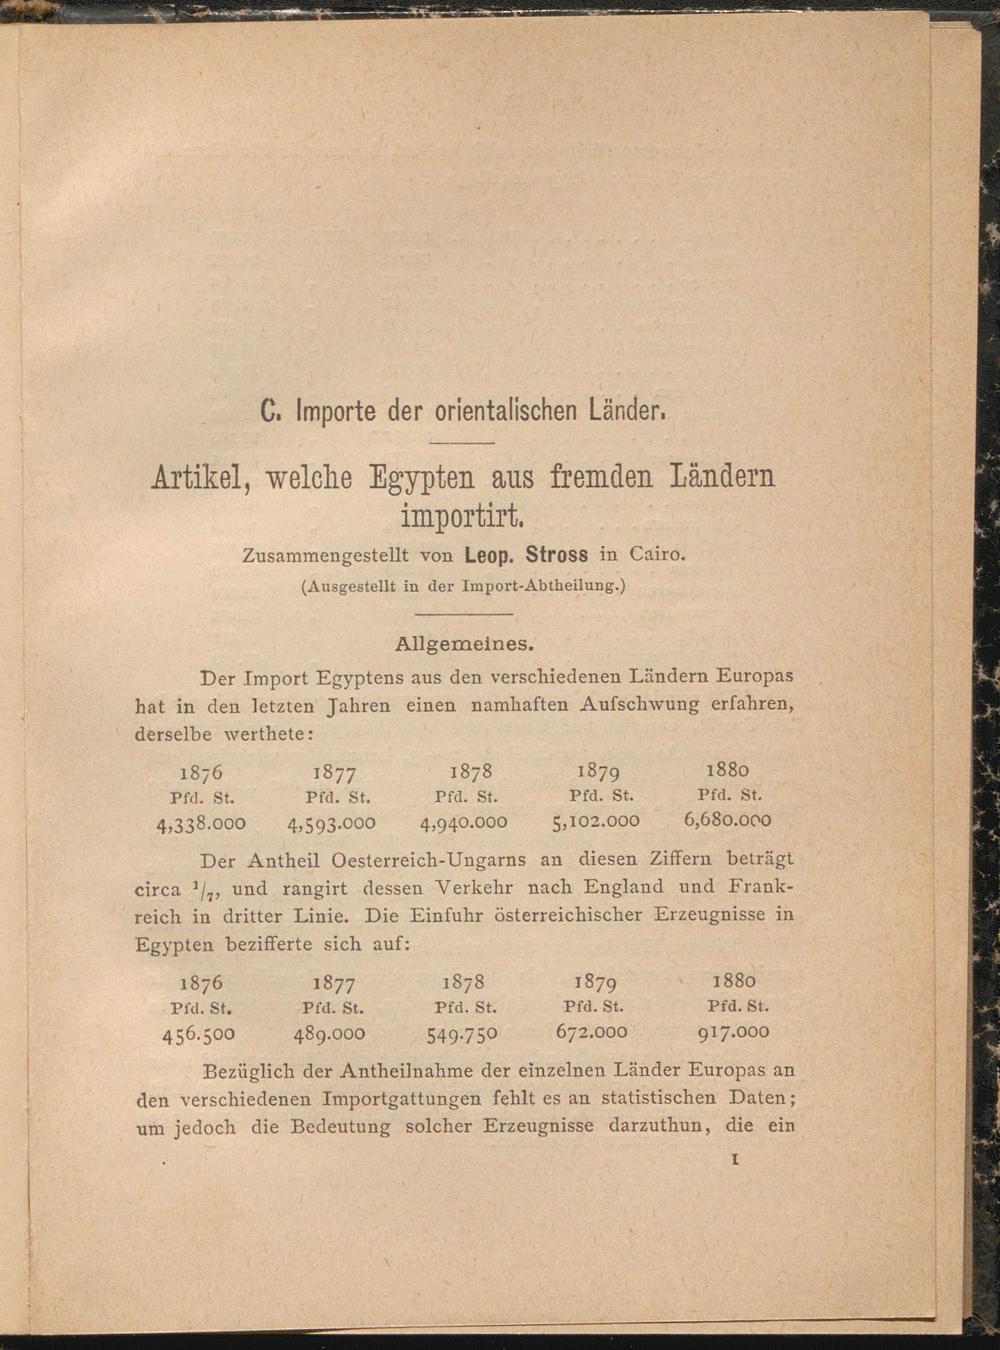 C. Importe der orientalischen Länder.
Artikel, welche Egypten aus fremden Ländern
importirt.
Zusammengestellt von Leop. Stross in Cairo.
(Ausgestellt in der Import-Abtheilung.)
Allgemeines.
Der Import Egyptens aus den verschiedenen Ländern Europas
hat in den letzten Jahren einen namhaften Aufschwung erfahren,
derselbe werthete:
1876 1877 1878 1879 1880
Pfd. St. Pfd. St. Pfd. St. Pfd. St. Pfd. St.
4,338.000 4,593.000 4,940.000 5,102.000 6,680.000
Der Antheil Oesterreich-Ungarns an diesen Ziffern beträgt
circa 1/7, und rangirt dessen Verkehr nach England und Frank-
reich in dritter Linie. Die Einfuhr österreichischer Erzeugnisse in
Egypten bezifferte sich auf:
1876 1877 1878 1879 1880
Pfd. St. Pfd. St. Pfd. St. Pfd. St. Pfd. St.
456.500 489.000 549.750 672.000 917.000
Bezüglich der Antheilnahme der einzelnen Länder Europas an
den verschiedenen Importgattungen fehlt es an statistischen Daten;
um jedoch die Bedeutung solcher Erzeugnisse darzuthun, die ein
1